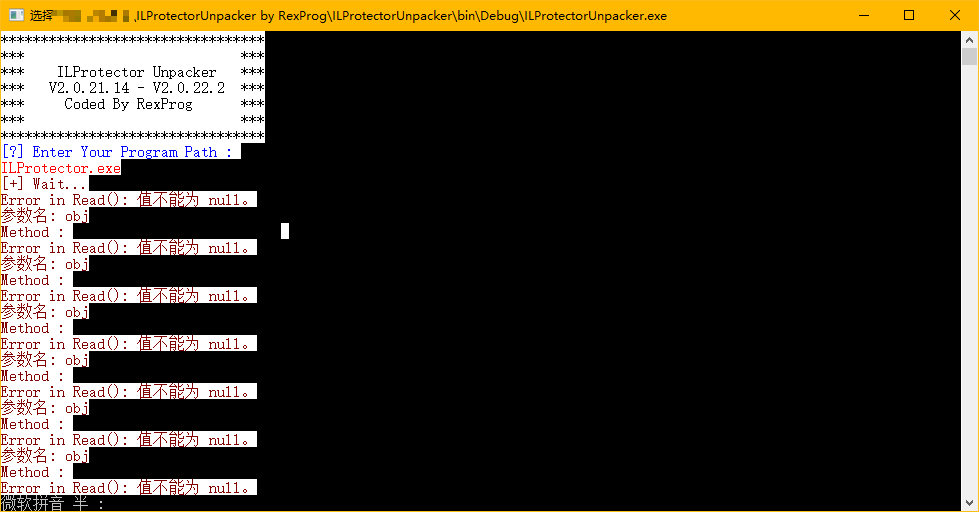 选择 ,ILProtectorUnpacker by RexProg\ILProtectorUnpacker\bin\Debug\ILProtectorUnpacker.exe
*********************************
*** ***
*** ILProtector Unpacker ***
*** V2.0.21.14 - V2.0.22.2 ***
*** Coded By RexProg ***
*** ***
*********************************
[?] Enter Your Program Path :
ILProtector.exe
[+] Wait...
Error in Read(): 值不能为 null。
参数名: obj
Method :
Error in Read(): 值不能为 null。
参数名: obj
Method :
Error in Read(): 值不能为 null。
参数名: obj
Method :
Error in Read(): 值不能为 null。
参数名: obj
Method :
Error in Read(): 值不能为 null。
参数名: obj
Method :
Error in Read(): 值不能为 null。
参数名: obj
Method :
Error in Read(): 值不能为 null。
微软拼音 半 :